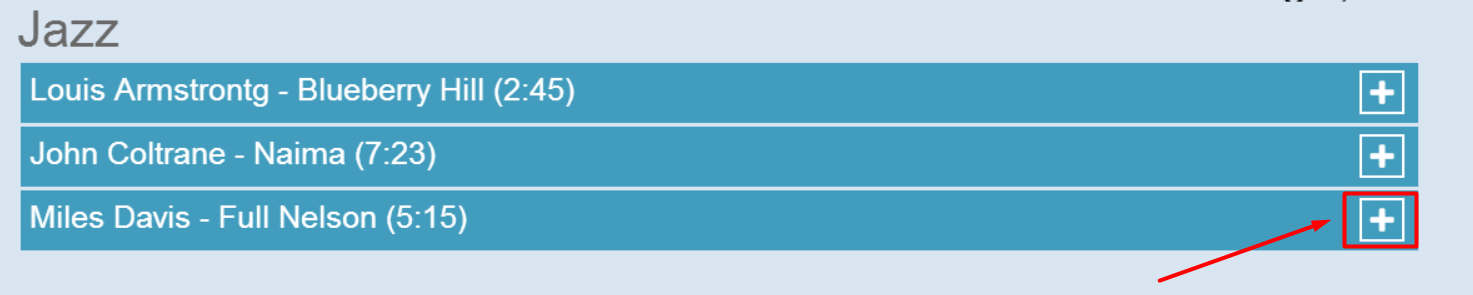 Jazz
Louis Armstrontg - Blueberry Hill (2:45)
John Coltrane - Naima (7:23)
Miles Davis - Full Nelson (5:15)